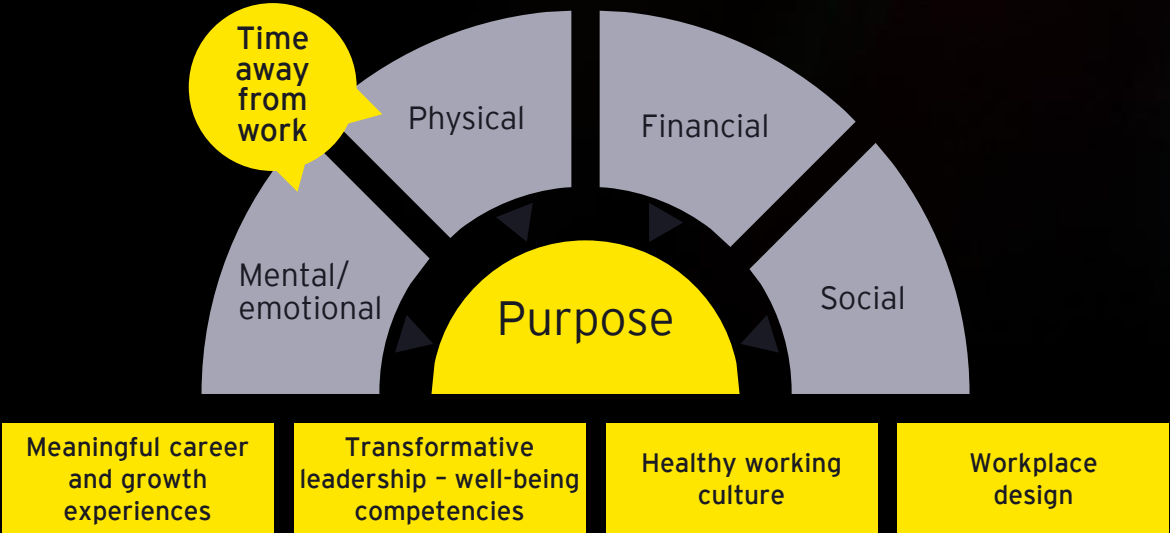 Time
away
from
work
Physical
Financial
Mental/
emotional
Social
Purpose
Meaningful career
and growth
experiences
Transformative
leadership – well-being
competencies
Healthy working
culture
Workplace
design